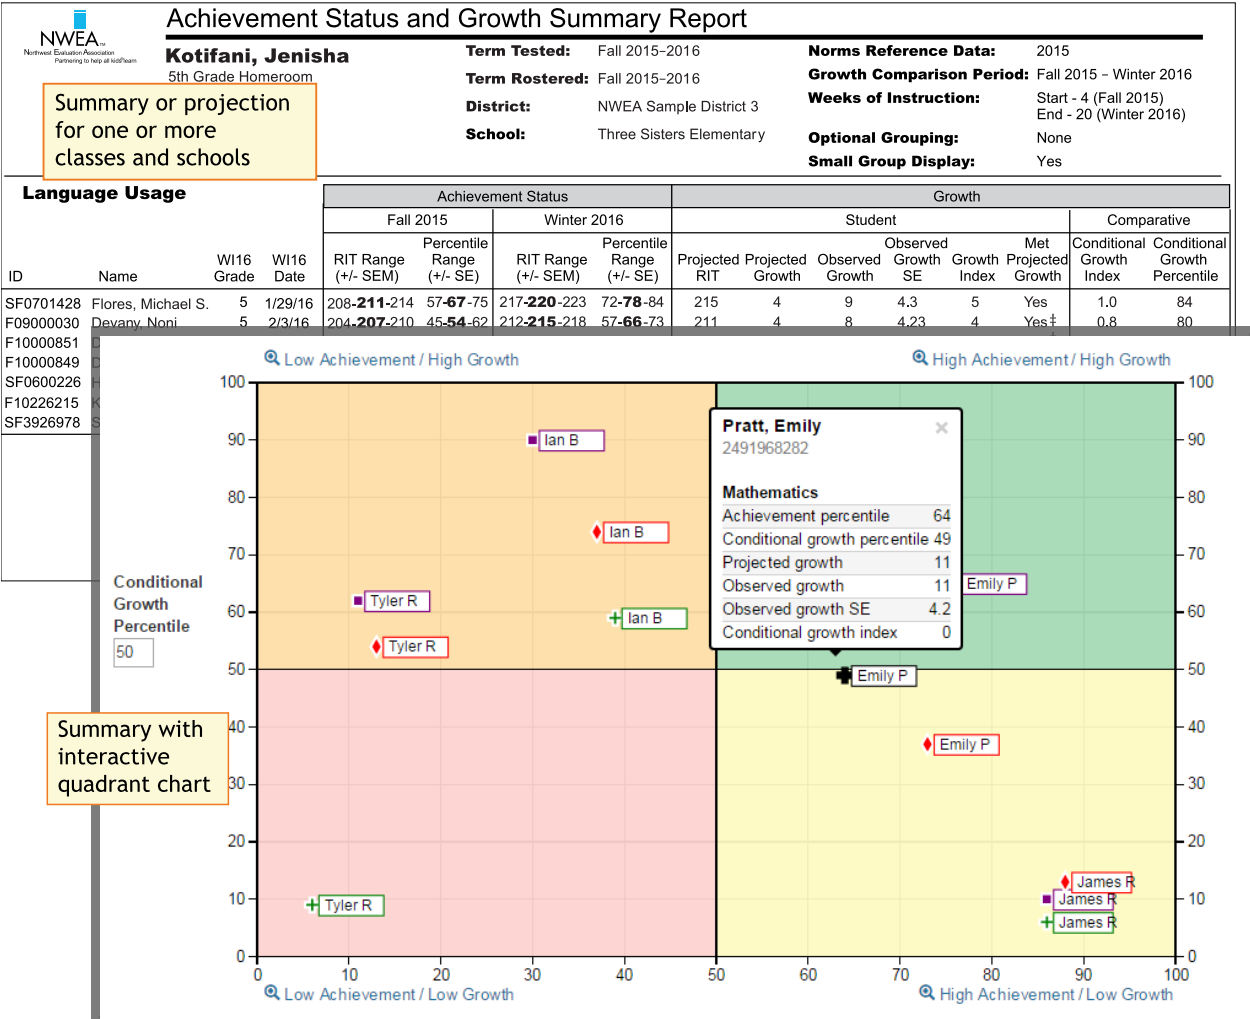 NWEA™
Northwest Evaluation Association
Partnering to help all kids learn
Achievement Status and Growth Summary Report
Kotifani, Jenisha
5th Grade Homeroom
Term Tested: Fall 2015-2016
Term Rostered: Fall 2015-2016
District: NWEA Sample District 3
School: Three Sisters Elementary
Norms Reference Data: 2015
Growth Comparison Period: Fall 2015 - Winter 2016
Weeks of Instruction: Start - 4 (Fall 2015)
End - 20 (Winter 2016)
Optional Grouping: None
Small Group Display: Yes
Summary or projection
for one or more
classes and schools
Language Usage
Achievement Status Growth
Fall 2015 Winter 2016 Student Comparative
ID Name WI16 Grade WI16 Date RIT Range (+/- SEM) Percentile Range (+/- SE) RIT Range (+/- SEM) Percentile Range (+/- SE) Projected RIT Projected Growth Observed Growth Observed Growth SE Growth Index Met Projected Growth Conditional Growth Index Conditional Growth Percentile
SF0701428 Flores, Michael S. 5 1/29/16 208-211-214 57-67-75 217-220-223 72-78-84 215 4 9 4.3 5 Yes 1.0 84
F09000030 Devany, Noni 5 2/3/16 204-207-210 45-54-62 212-215-218 57-66-73 211 4 8 4.23 4 Yes‡ 0.8 80
F10000851 D
F10000849 D
SF0600226 H
F10226215 K
SF3926978 S
Low Achievement / High Growth
High Achievement / High Growth
100 100
90 90
80 80
70 70
60 60
50 50
40 40
30 30
20 20
10 10
0 0
0 10 20 30 40 50 60 70 80 90 100
Conditional
Growth
Percentile
50
Ian B
Ian B
Ian B
Tyler R
Tyler R
Tyler R
Pratt, Emily ×
2491968282
Mathematics
Achievement percentile 64
Conditional growth percentile 49
Projected growth 11
Observed growth 11
Observed growth SE 4.2
Conditional growth index 0
Emily P
Emily P
Emily P
James R
James R
James R
Summary with
interactive
quadrant chart
Low Achievement / Low Growth
High Achievement / Low Growth